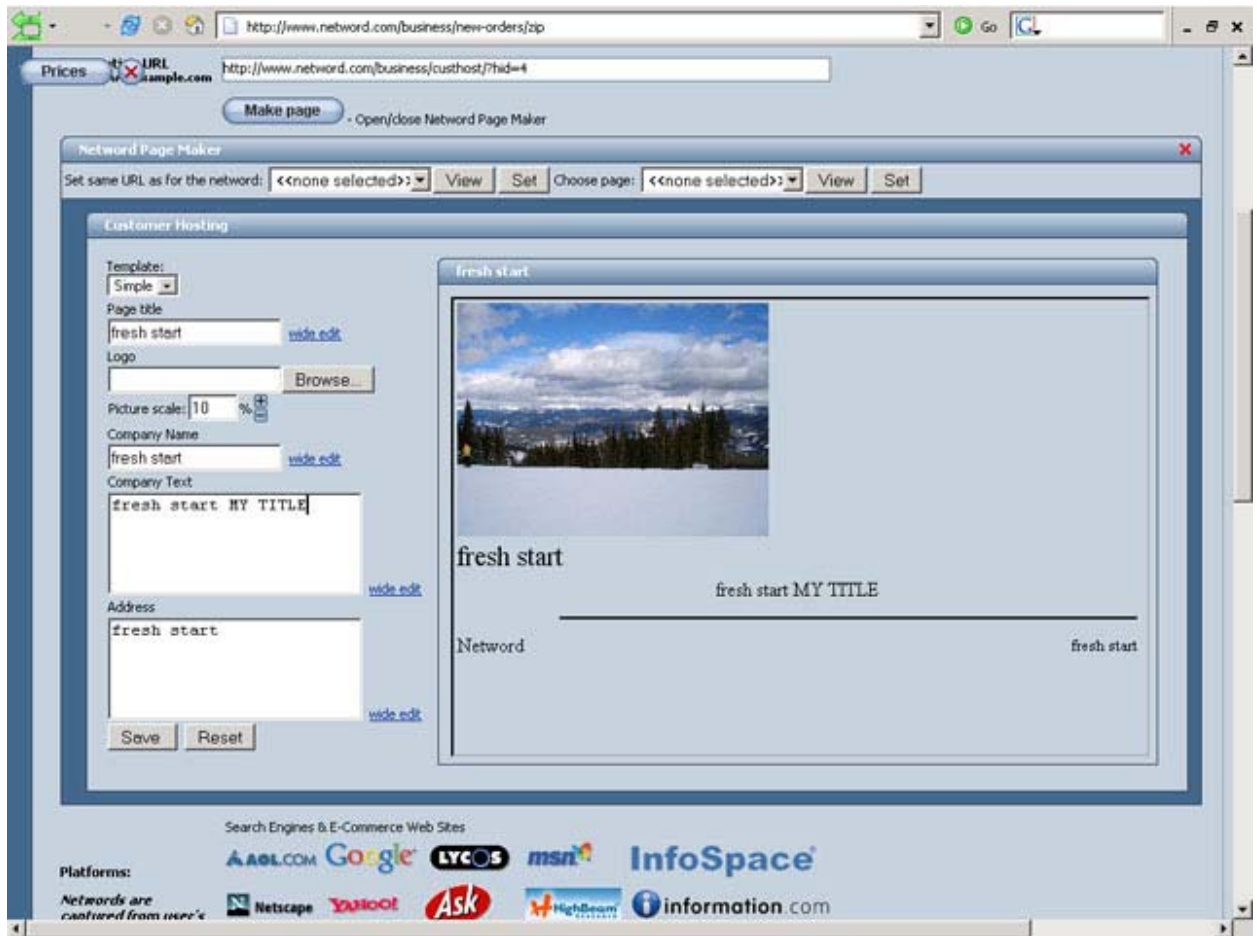 http://www.netword.com/business/new-orders/zip
Go
Prices
URL
http://www.netword.com/business/custhost/?hid=4
Make page
- Open/close Netword Page Maker
Netword Page Maker
Set same URL as for the netword: <<none selected>> View Set Choose page: <<none selected>> View Set
Customer Hosting
Template:
Simple
Page title
fresh start
wide edit
Logo
Browse...
Picture scale: 10 %
Company Name
fresh start
wide edit
Company Text
fresh start MY TITLE
wide edit
Address
fresh start
wide edit
Save Reset
fresh start
fresh start
fresh start MY TITLE
Netword
fresh start
Search Engines & E-Commerce Web Sites
AOL.COM Google LYCOS msn InfoSpace
Platforms:
Networds are
captured from user's
Netscape YAHOO! Ask HighBeam information.com